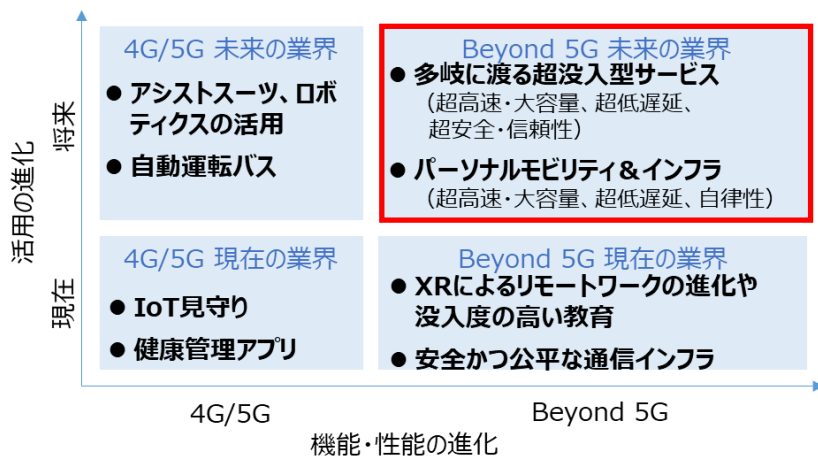 4G/5G 未来の業界
● アシストスーツ、ロボ
ティクスの活用
● 自動運転バス
Beyond 5G 未来の業界
● 多岐に渡る超没入型サービス
（超高速・大容量、超低遅延、
超安全・信頼性）
● パーソナルモビリティ＆インフラ
（超高速・大容量、超低遅延、自律性）
4G/5G 現在の業界
● IoT見守り
● 健康管理アプリ
Beyond 5G 現在の業界
● XRによるリモートワークの進化や
没入度の高い教育
● 安全かつ公平な通信インフラ
活用の進化
将来
現在
4G/5G
Beyond 5G
機能・性能の進化